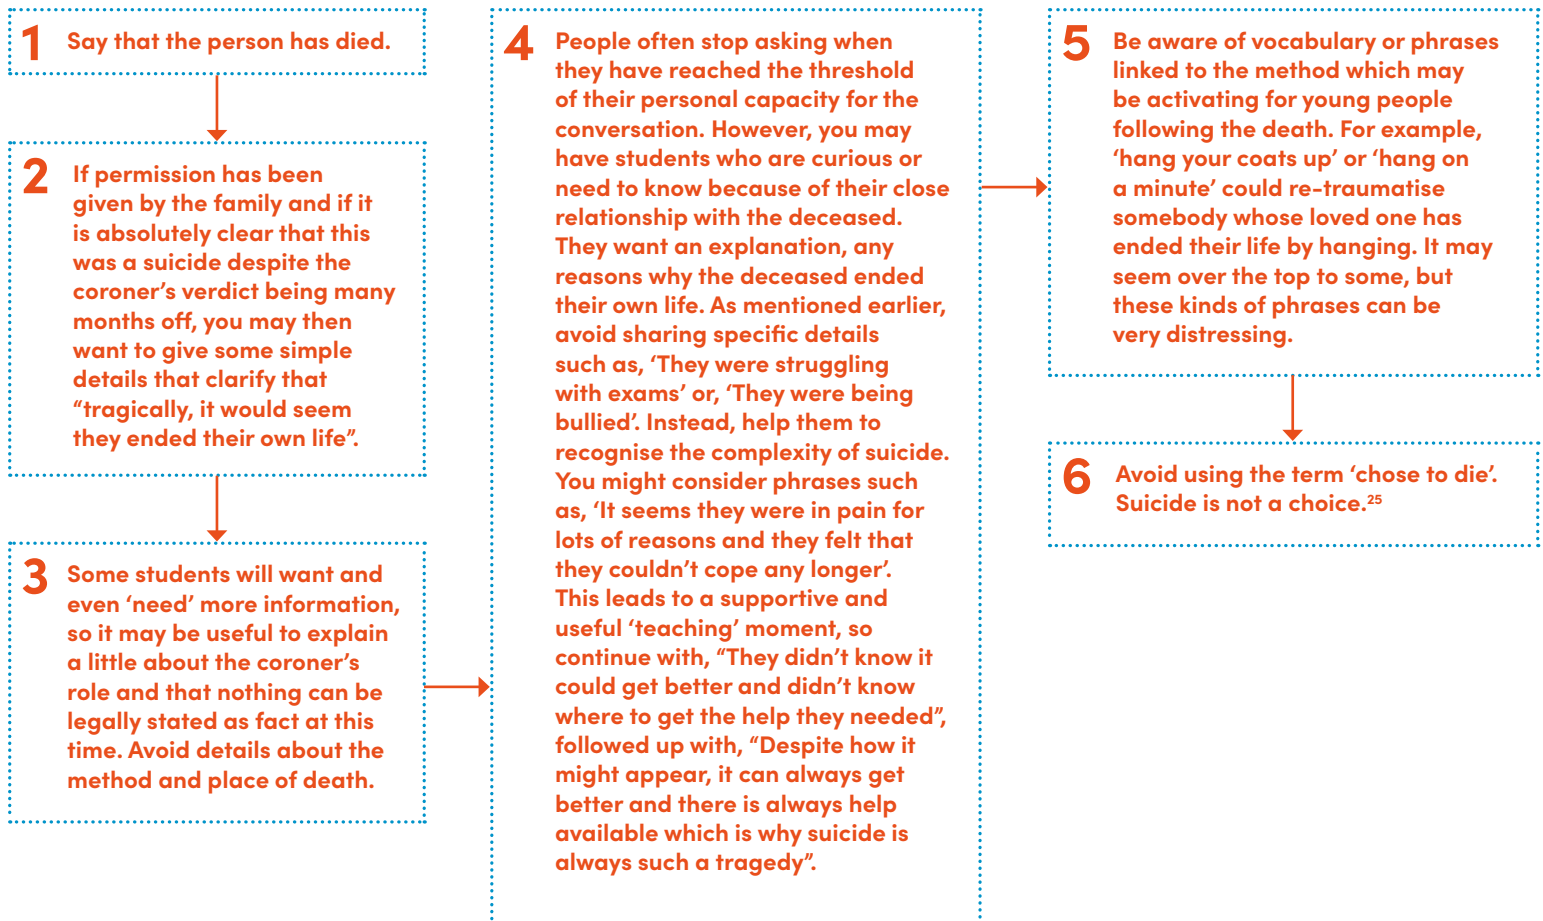 1
Say that the person has died.
2
If permission has been
given by the family and if it
is absolutely clear that this
was a suicide despite the
coroner’s verdict being many
months off, you may then
want to give some simple
details that clarify that
“tragically, it would seem
they ended their own life”.
3
Some students will want and
even ‘need’ more information,
so it may be useful to explain
a little about the coroner’s
role and that nothing can be
legally stated as fact at this
time. Avoid details about the
method and place of death.
4
People often stop asking when
they have reached the threshold
of their personal capacity for the
conversation. However, you may
have students who are curious or
need to know because of their close
relationship with the deceased.
They want an explanation, any
reasons why the deceased ended
their own life. As mentioned earlier,
avoid sharing specific details
such as, ‘They were struggling
with exams’ or, ‘They were being
bullied’. Instead, help them to
recognise the complexity of suicide.
You might consider phrases such
as, ‘It seems they were in pain for
lots of reasons and they felt that
they couldn’t cope any longer’.
This leads to a supportive and
useful ‘teaching’ moment, so
continue with, “They didn’t know it
could get better and didn’t know
where to get the help they needed”,
followed up with, “Despite how it
might appear, it can always get
better and there is always help
available which is why suicide is
always such a tragedy”.
5
Be aware of vocabulary or phrases
linked to the method which may
be activating for young people
following the death. For example,
‘hang your coats up’ or ‘hang on
a minute’ could re-traumatise
somebody whose loved one has
ended their life by hanging. It may
seem over the top to some, but
these kinds of phrases can be
very distressing.
6
Avoid using the term ‘chose to die’.
Suicide is not a choice.²⁵